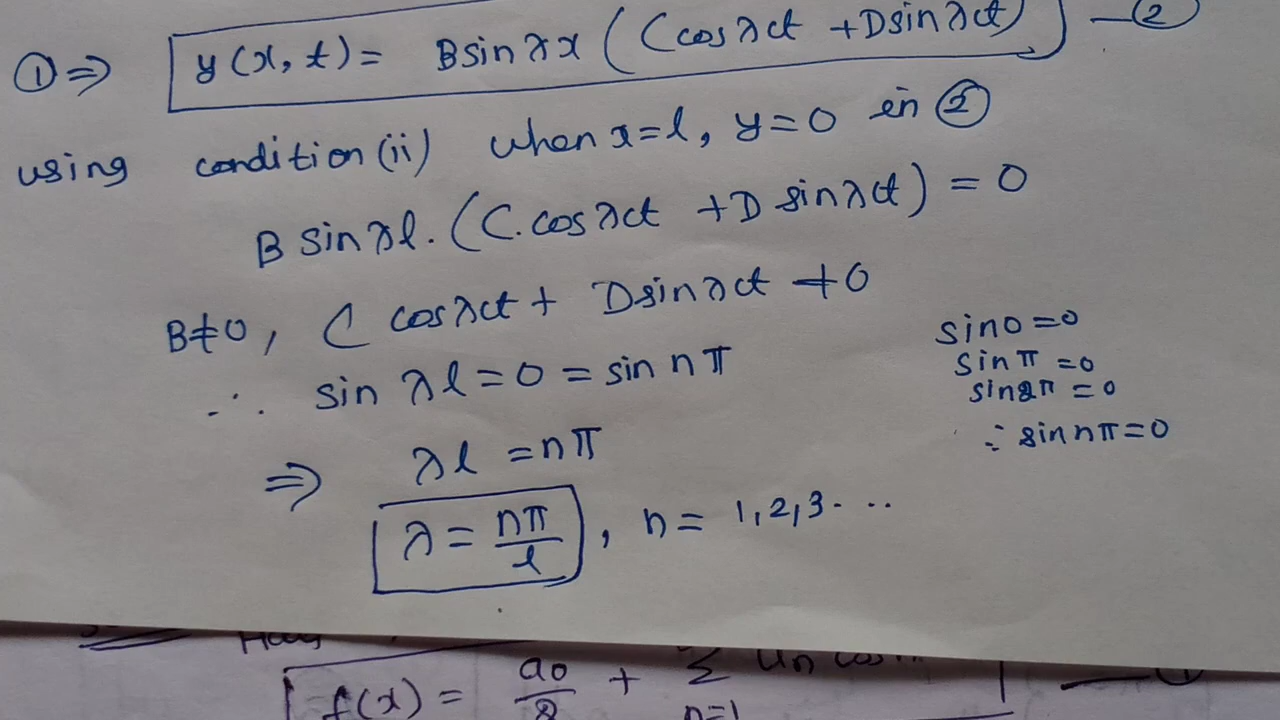 ① ⇒ y(x, t) = B sin λx (C cos λct + D sin λct) — ②
using condition (ii) when x = l, y = 0 in ②
B sin λl. (C. cos λct + D sin λct) = 0
B ≠ 0, C cos λct + D sin λct ≠ 0
∴ sin λl = 0 = sin nπ
sin 0 = 0
sin π = 0
sin 2π = 0
∴ sin nπ = 0
⇒ λl = nπ
λ = nπ/l, n = 1, 2, 3 - ..
f(x) = a0/2 + Σ n=1